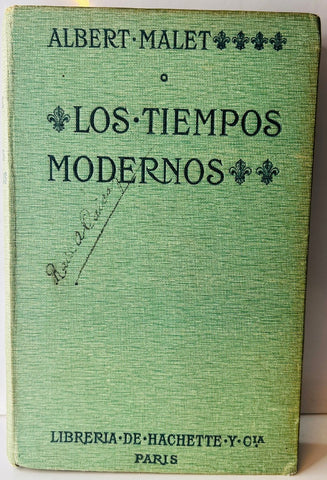 ALBERT·MALET
LOS·TIEMPOS
MODERNOS
LIBRERIA·DE·HACHETTE·Y·CIA
PARIS